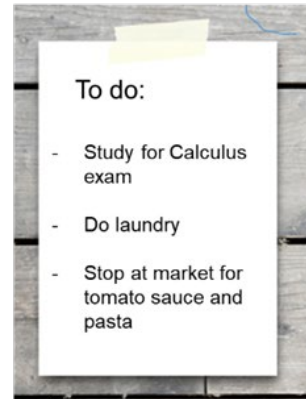 To do:
- Study for Calculus
exam
- Do laundry
- Stop at market for
tomato sauce and
pasta